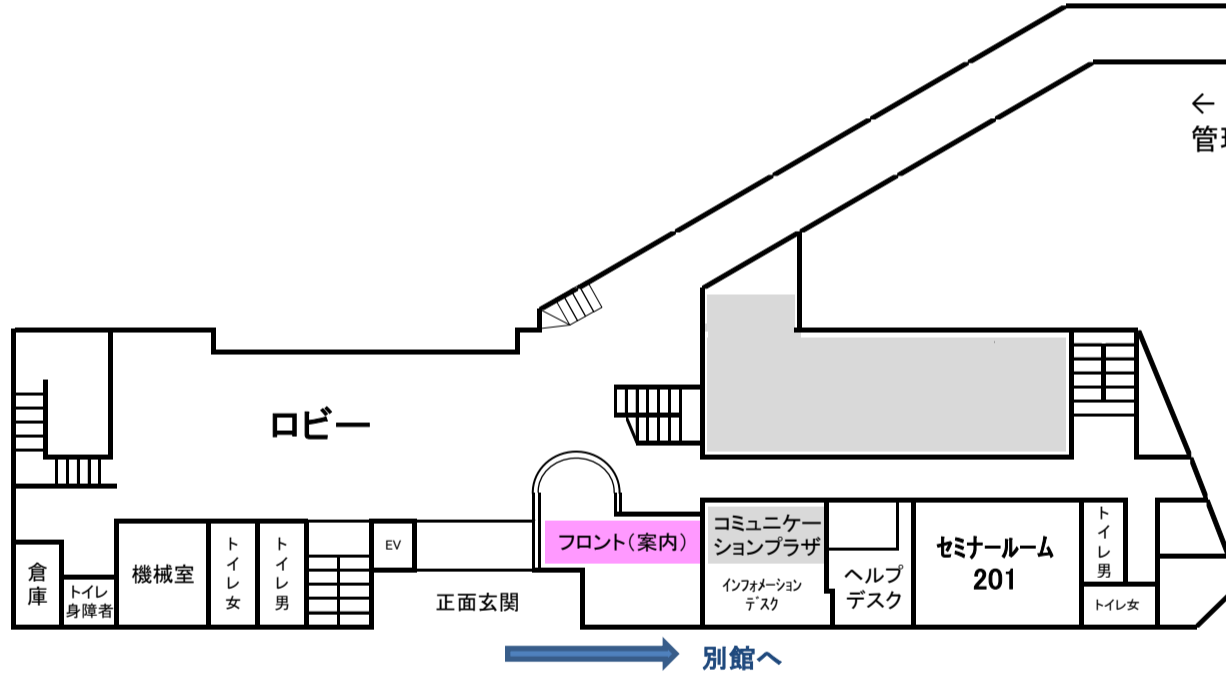 ←
管理
ロビー
フロント(案内)
コミュニケー
ションプラザ
インフォメーション
デスク
ヘルプ
デスク
セミナールーム
201
トイレ男
トイレ女
倉庫
トイレ
身障者
機械室
トイレ女
トイレ男
EV
正面玄関
別館へ